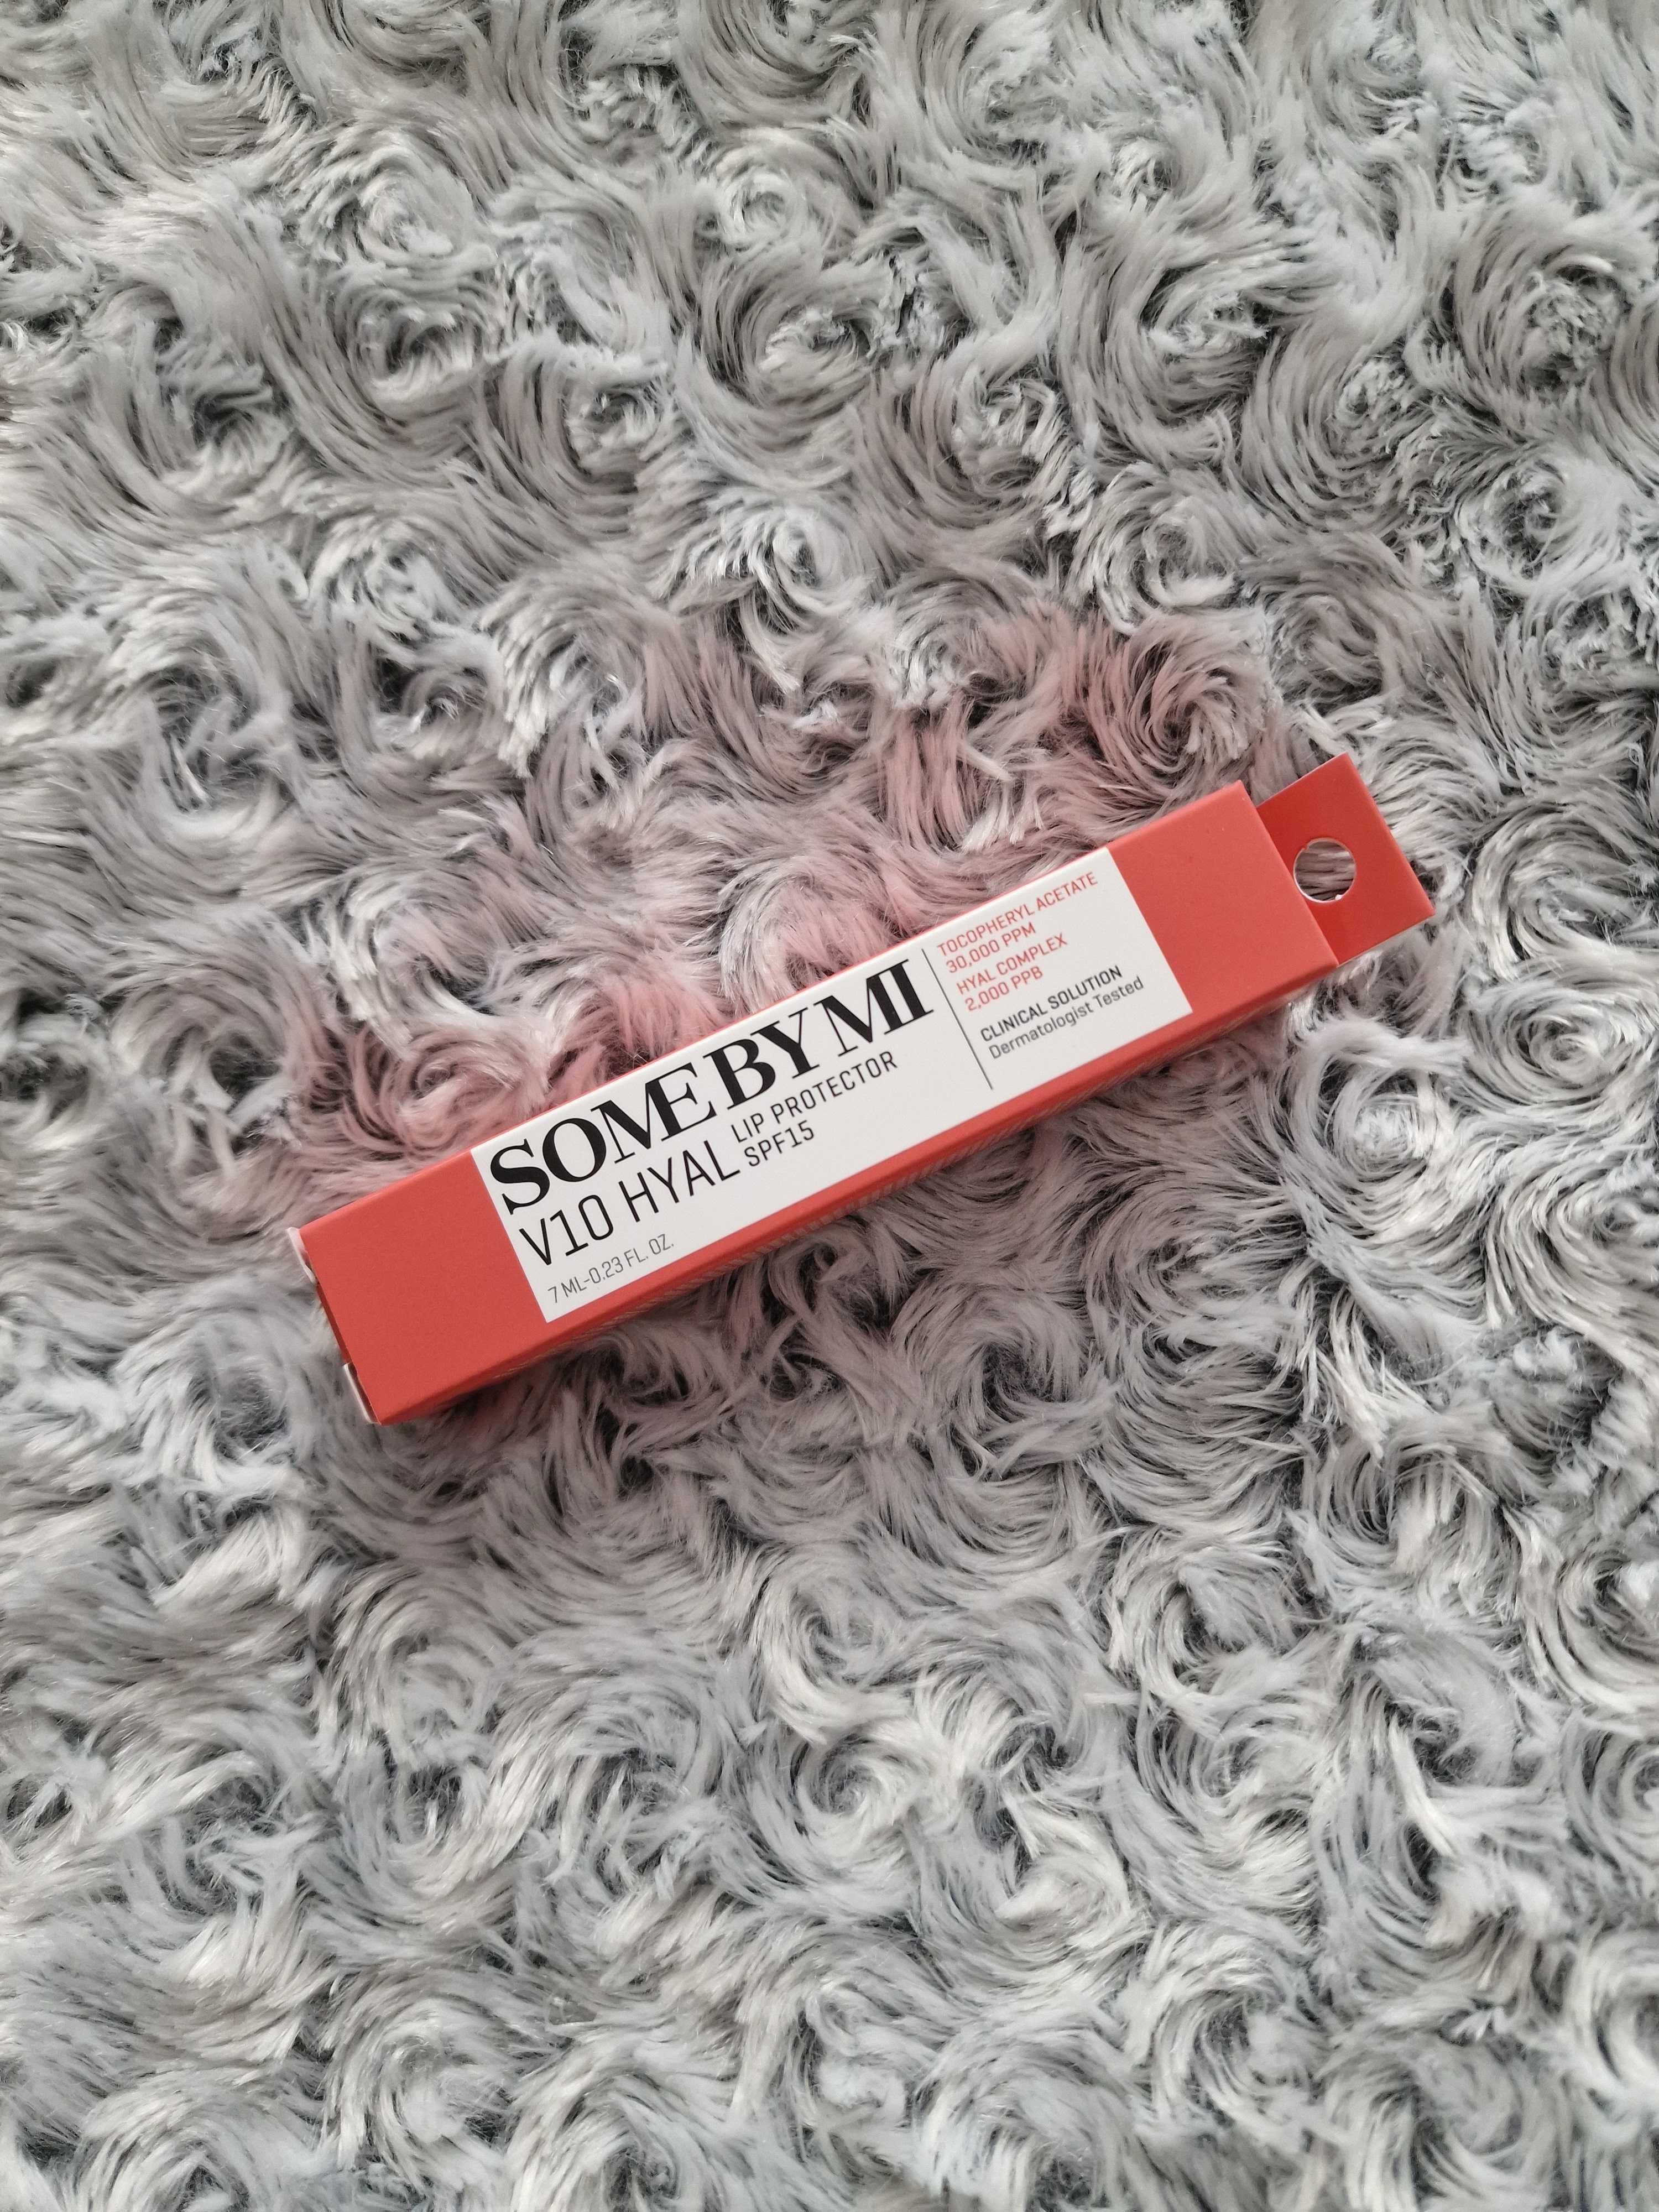 SOME BY MI
V10 HYAL LIP PROTECTOR
SPF15
7 ML-0.23 FL. OZ.
TOCOPHERYL ACETATE
30,000 PPM
HYAL COMPLEX
2,000 PPB
CLINICAL SOLUTION
Dermatologist Tested